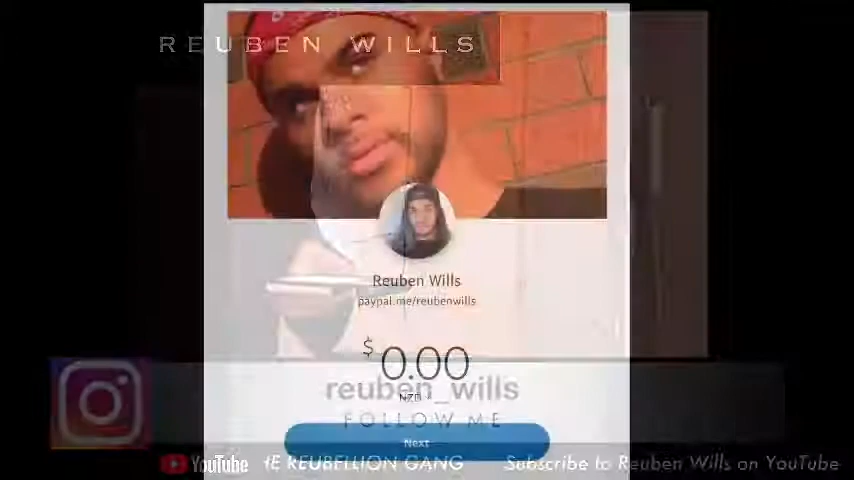 REUBEN WILLS
Reuben Wills
paypal.me/reubenwills
$0.00
NZD
reuben_wills
FOLLOW ME
Next
YouTube
tE REUBELLION GANG
Subscribe to Reuben Wills on YouTube